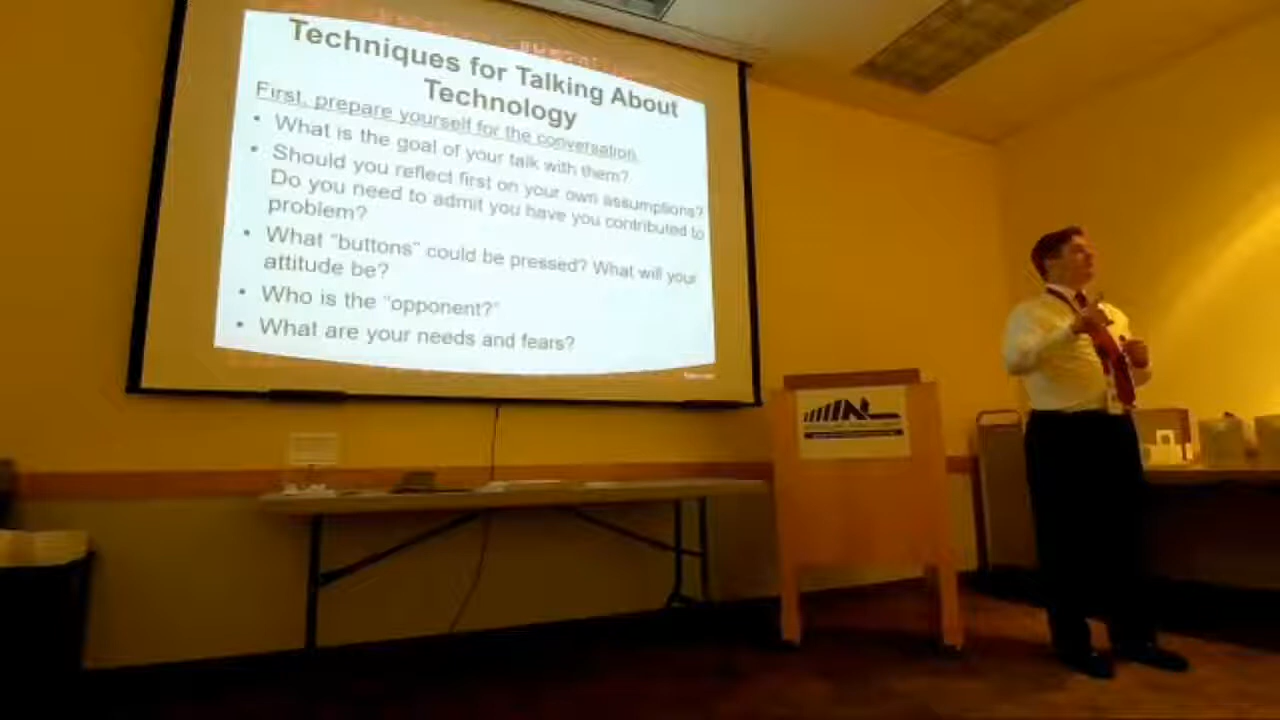 Techniques for Talking About
Technology
First, prepare yourself for the conversation.
• What is the goal of your talk with them?
• Should you reflect first on your own assumptions?
Do you need to admit you have you contributed to
problem?
• What “buttons” could be pressed? What will your
attitude be?
• Who is the “opponent?”
• What are your needs and fears?